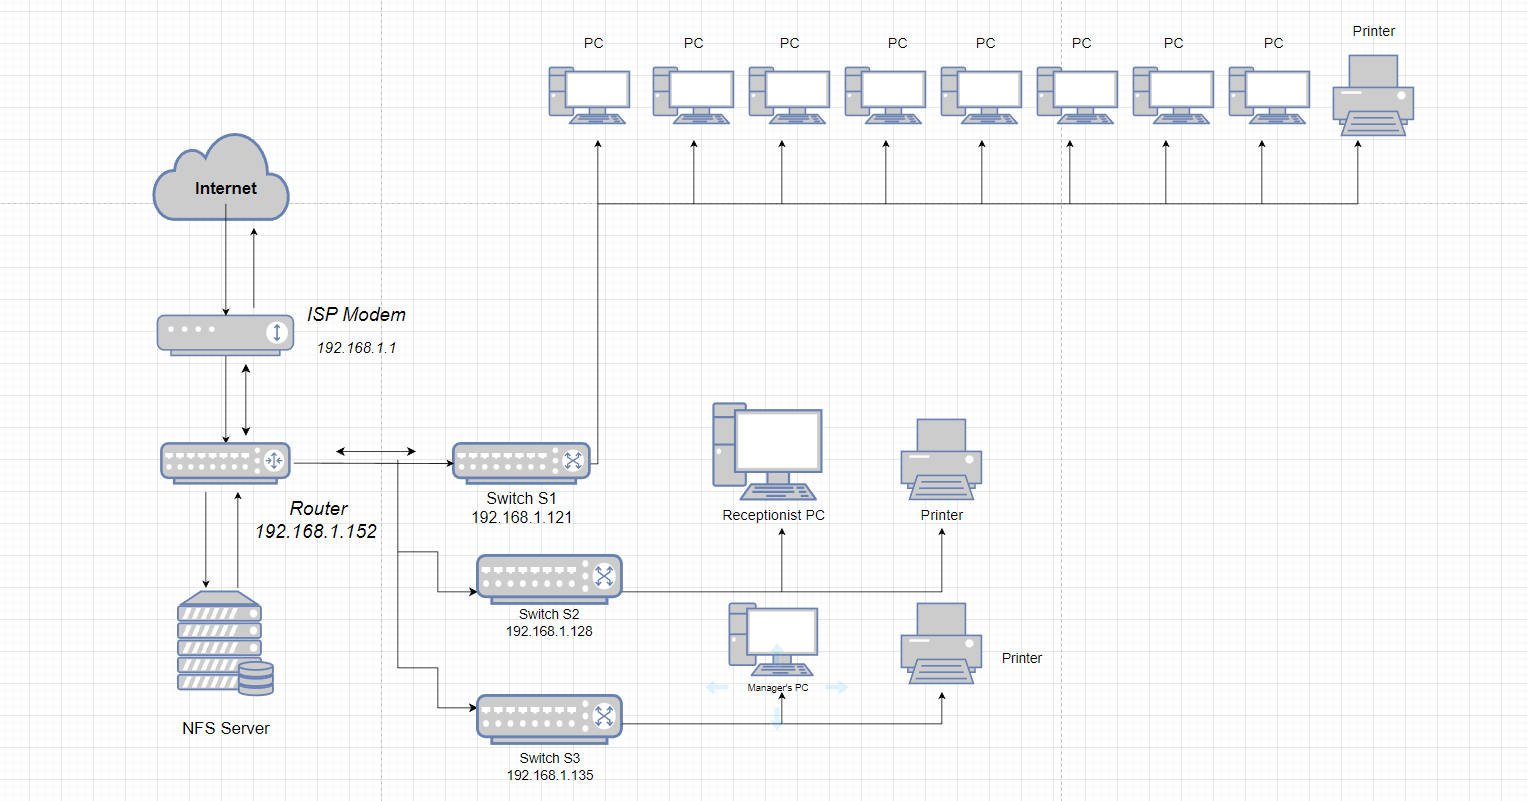 PC
PC
PC
PC
PC
PC
PC
PC
Printer
Internet
ISP Modem
192.168.1.1
Router
192.168.1.152
Switch S1
192.168.1.121
Receptionist PC
Printer
Switch S2
192.168.1.128
Manager's PC
Printer
NFS Server
Switch S3
192.168.1.135